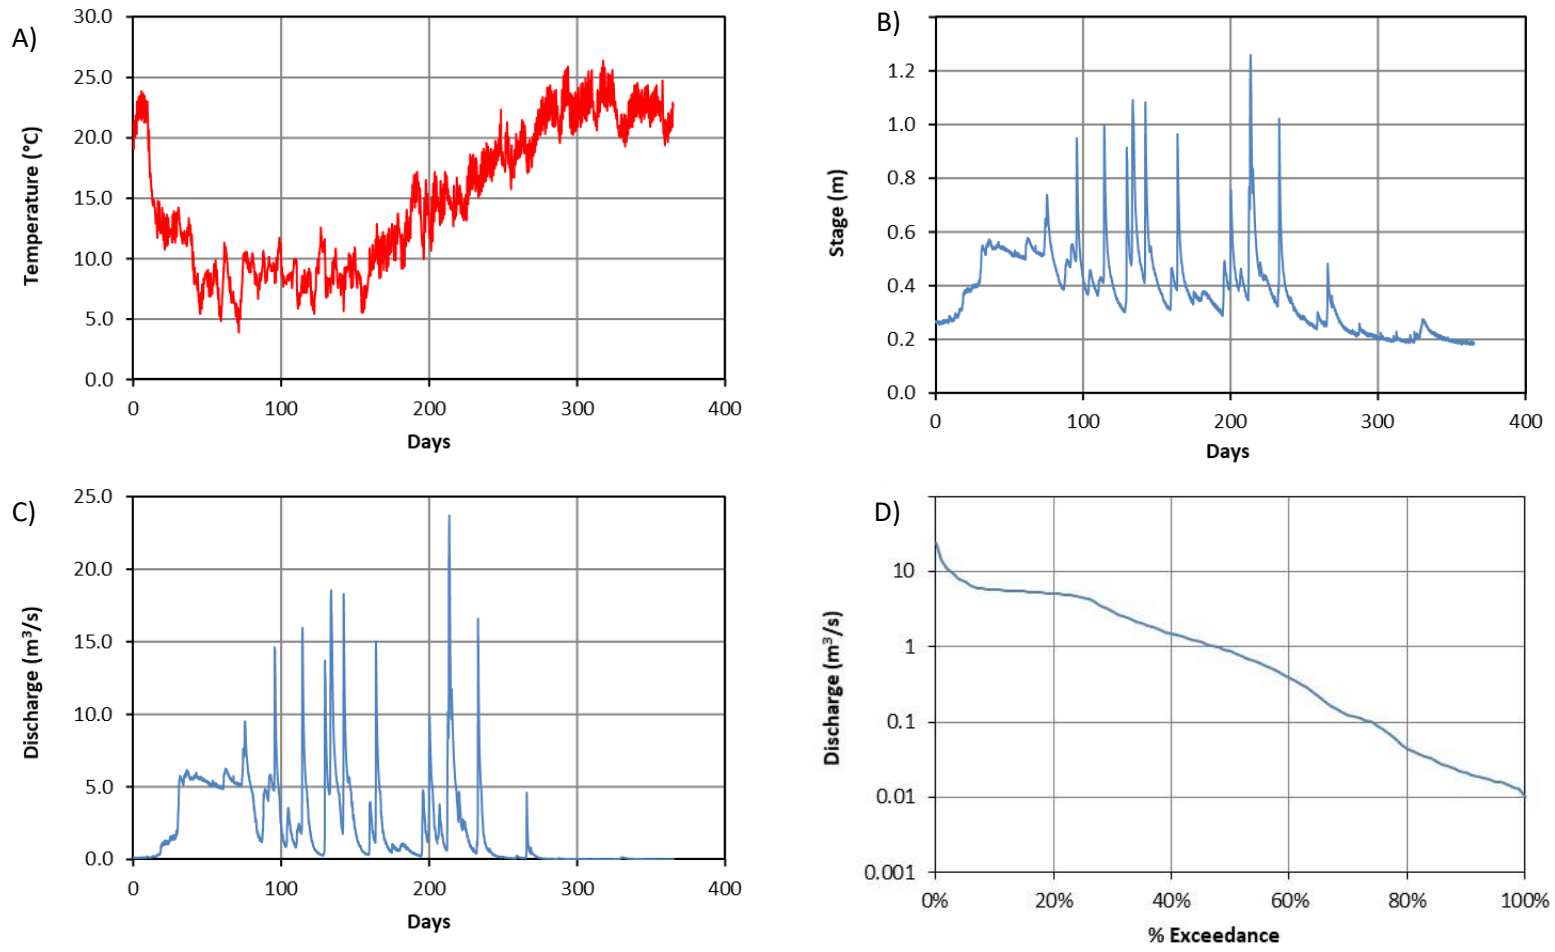 A)
30.0
25.0
20.0
15.0
10.0
5.0
0.0
Temperature (°C)
0 100 200 300 400
Days
B)
1.2
1.0
0.8
0.6
0.4
0.2
0.0
Stage (m)
0 100 200 300 400
Days
C)
25.0
20.0
15.0
10.0
5.0
0.0
Discharge (m³/s)
0 100 200 300 400
Days
D)
10
1
0.1
0.01
0.001
Discharge (m³/s)
0% 20% 40% 60% 80% 100%
% Exceedance